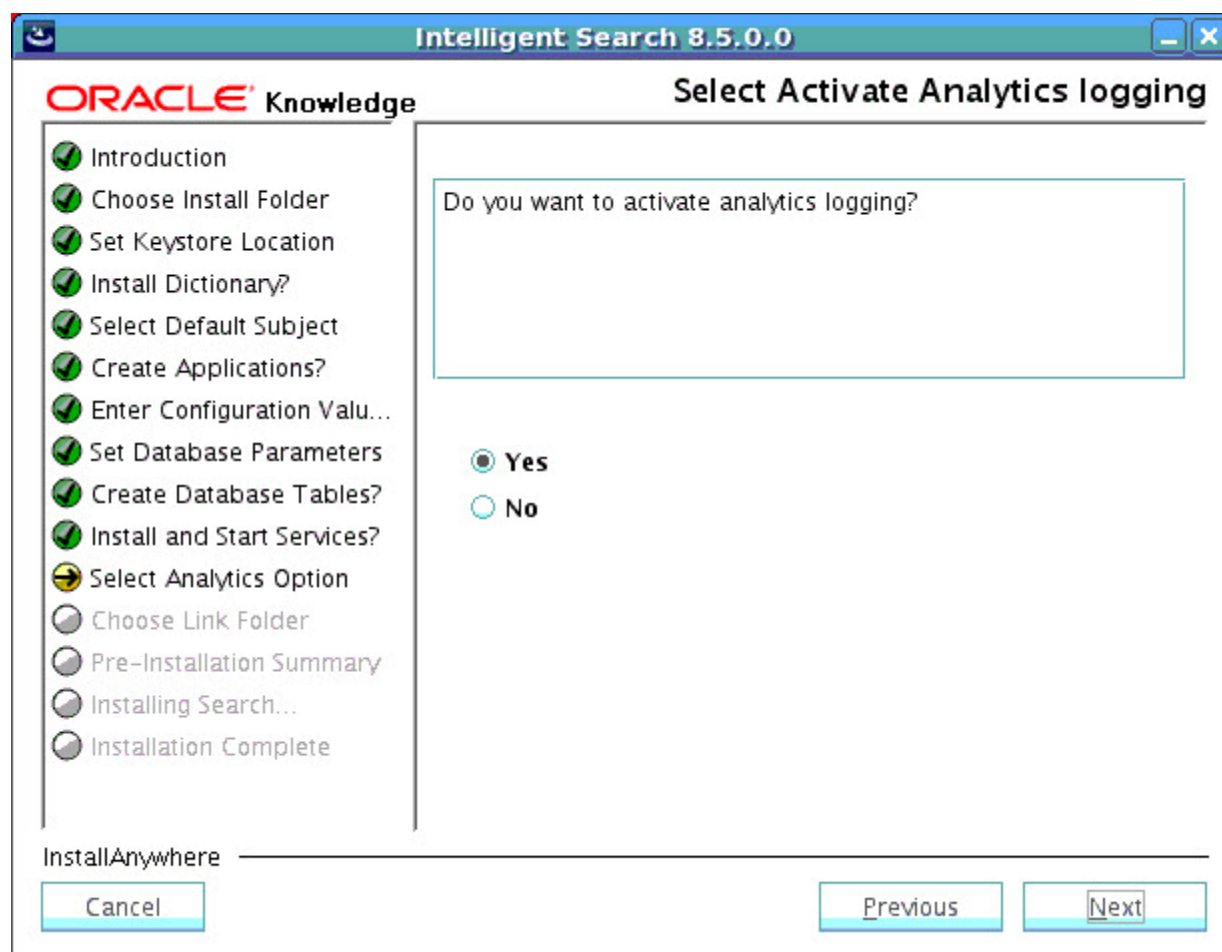 Intelligent Search 8.5.0.0
ORACLE Knowledge
Select Activate Analytics logging
Introduction
Choose Install Folder
Set Keystore Location
Install Dictionary?
Select Default Subject
Create Applications?
Enter Configuration Valu...
Set Database Parameters
Create Database Tables?
Install and Start Services?
Select Analytics Option
Choose Link Folder
Pre-Installation Summary
Installing Search...
Installation Complete
Do you want to activate analytics logging?
Yes
No
InstallAnywhere
Cancel
Previous
Next